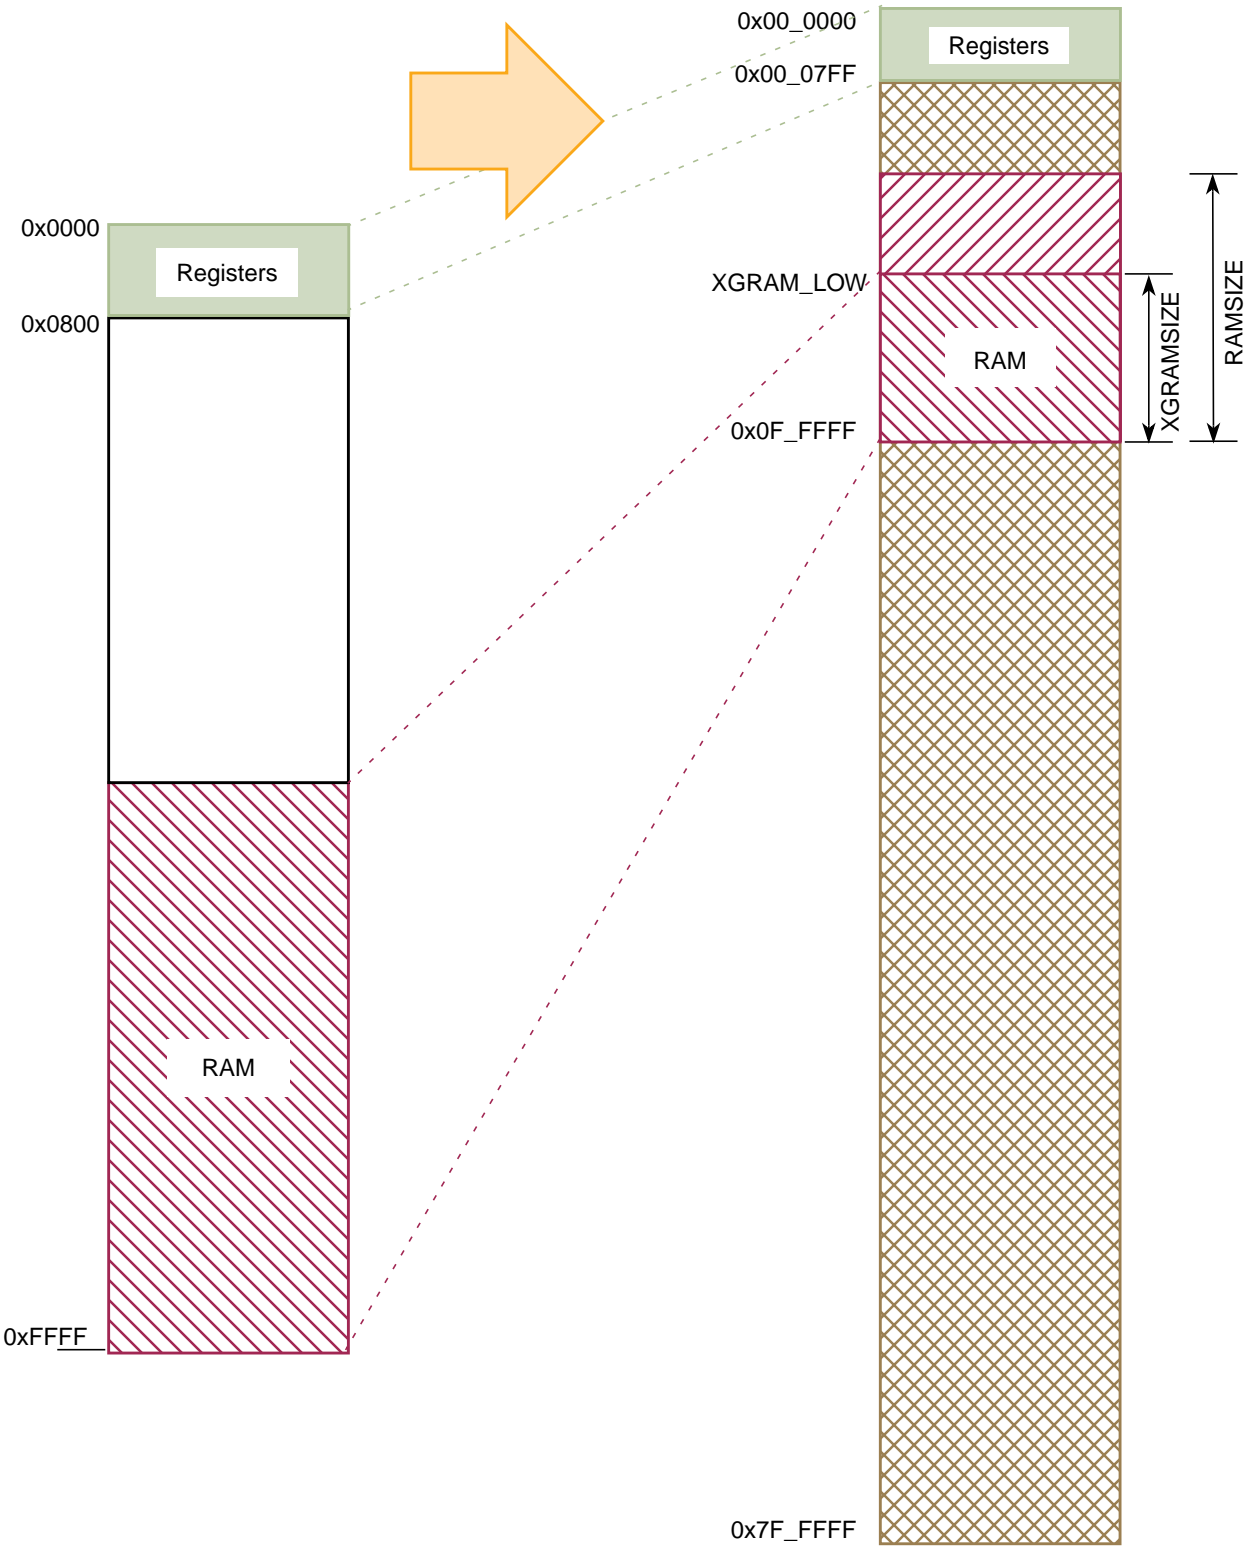 0x00_0000
Registers
0x00_07FF
0x0000
Registers
0x0800
XGRAM_LOW
RAM
XGRAMSIZE
RAMSIZE
0x0F_FFFF
RAM
0xFFFF
0x7F_FFFF